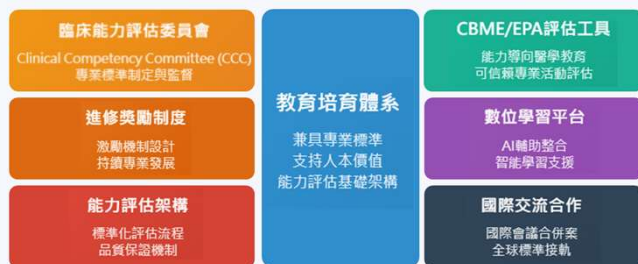 臨床能力評估委員會
Clinical Competency Committee (CCC)
專業標準制定與監督
進修獎勵制度
激勵機制設計
持續專業發展
能力評估架構
標準化評估流程
品質保證機制
教育培育體系
兼具專業標準
支持人本價值
能力評估基礎架構
CBME/EPA評估工具
能力導向醫學教育
可信賴專業活動評估
數位學習平台
AI輔助整合
智能學習支援
國際交流合作
國際會議合併案
全球標準接軌